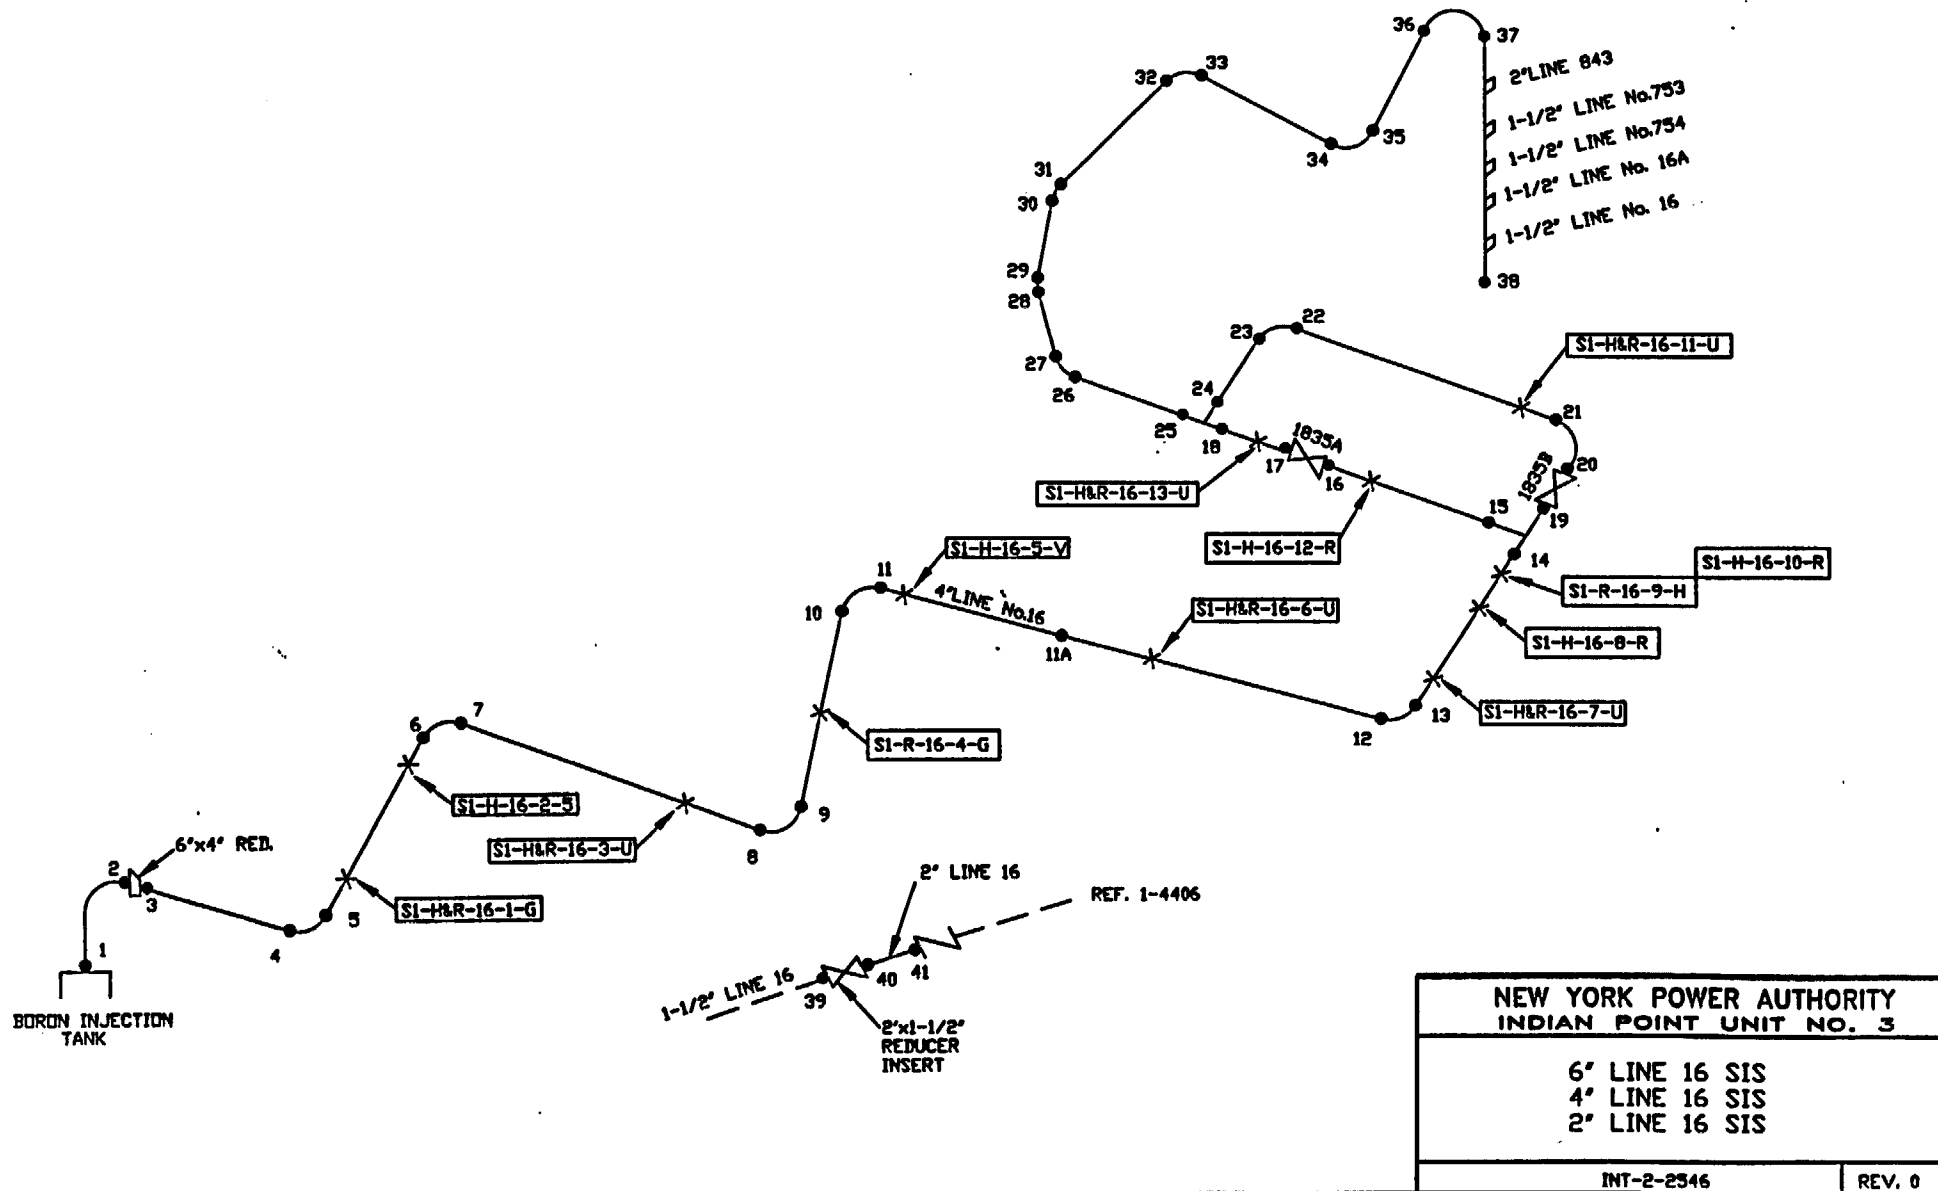 36
37
2"LINE 843
33
32
1-1/2" LINE No.753
35
1-1/2" LINE No.754
34
1-1/2" LINE No. 16A
31
30
1-1/2" LINE No. 16
29
38
28
22
23
S1-H&R-16-11-U
27
26
24
21
25
18
1835A
17
16
1835B
20
S1-H&R-16-13-U
15
19
S1-H-16-12-R
S1-H-16-5-V
14
S1-H-16-10-R
11
S1-R-16-9-H
4"LINE No.16
10
S1-H&R-16-6-U
11A
S1-H-16-8-R
13
S1-H&R-16-7-U
12
7
6
S1-R-16-4-G
S1-H-16-2-5
9
6"x4" RED.
S1-H&R-16-3-U
8
2
3
2" LINE 16
REF. 1-4406
S1-H&R-16-1-G
5
4
1
41
40
1-1/2" LINE 16
39
BORON INJECTION
TANK
2"x1-1/2"
REDUCER
INSERT
NEW YORK POWER AUTHORITY
INDIAN POINT UNIT NO. 3
6" LINE 16 SIS
4" LINE 16 SIS
2" LINE 16 SIS
INT-2-2546
REV. 0